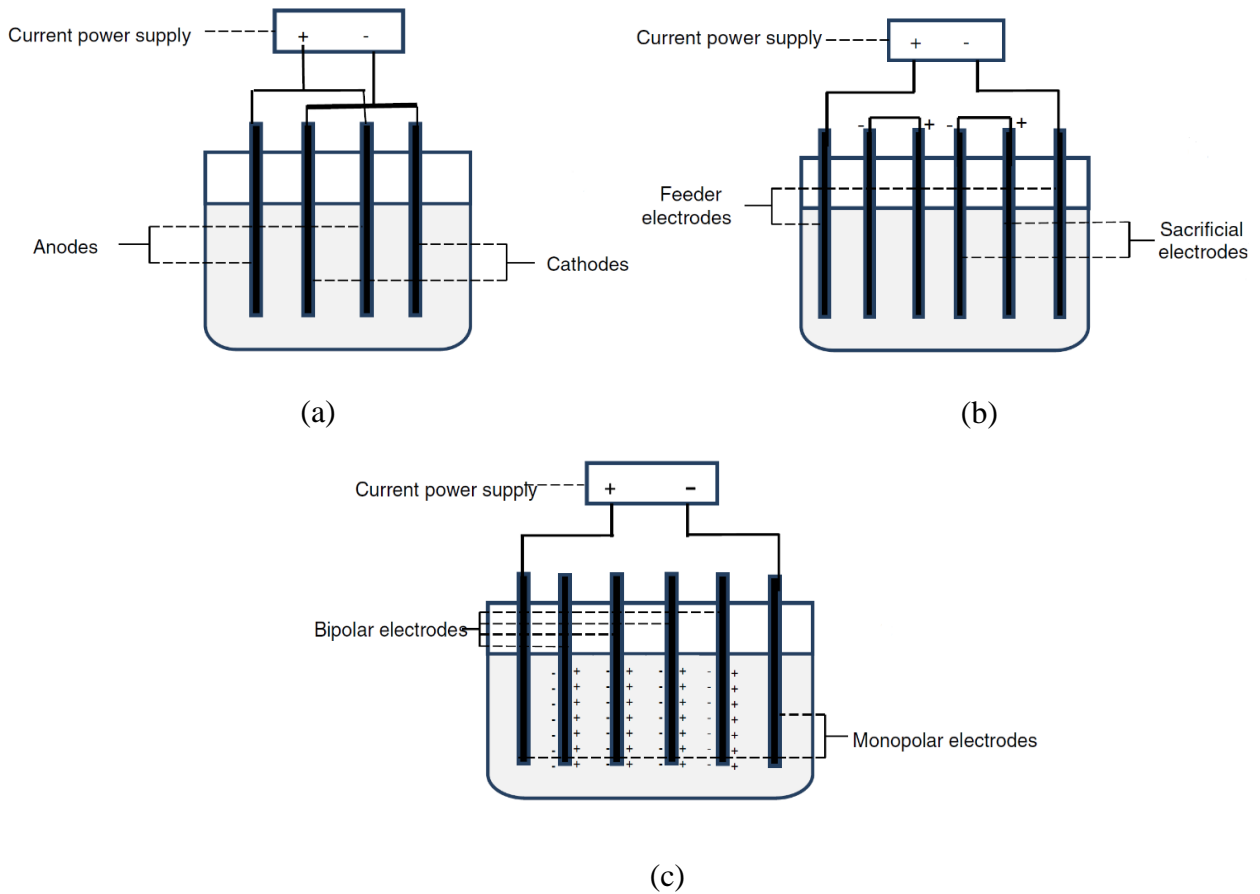 Current power supply
+ -
Anodes
Cathodes
(a)
Current power supply
+ -
- + - +
Feeder
electrodes
Sacrificial
electrodes
(b)
Current power supply
+ -
Bipolar electrodes
- + - + - + - +
- + - + - + - +
- + - + - + - +
- + - + - + - +
- + - + - + - +
- + - + - + - +
- + - + - + - +
Monopolar electrodes
(c)